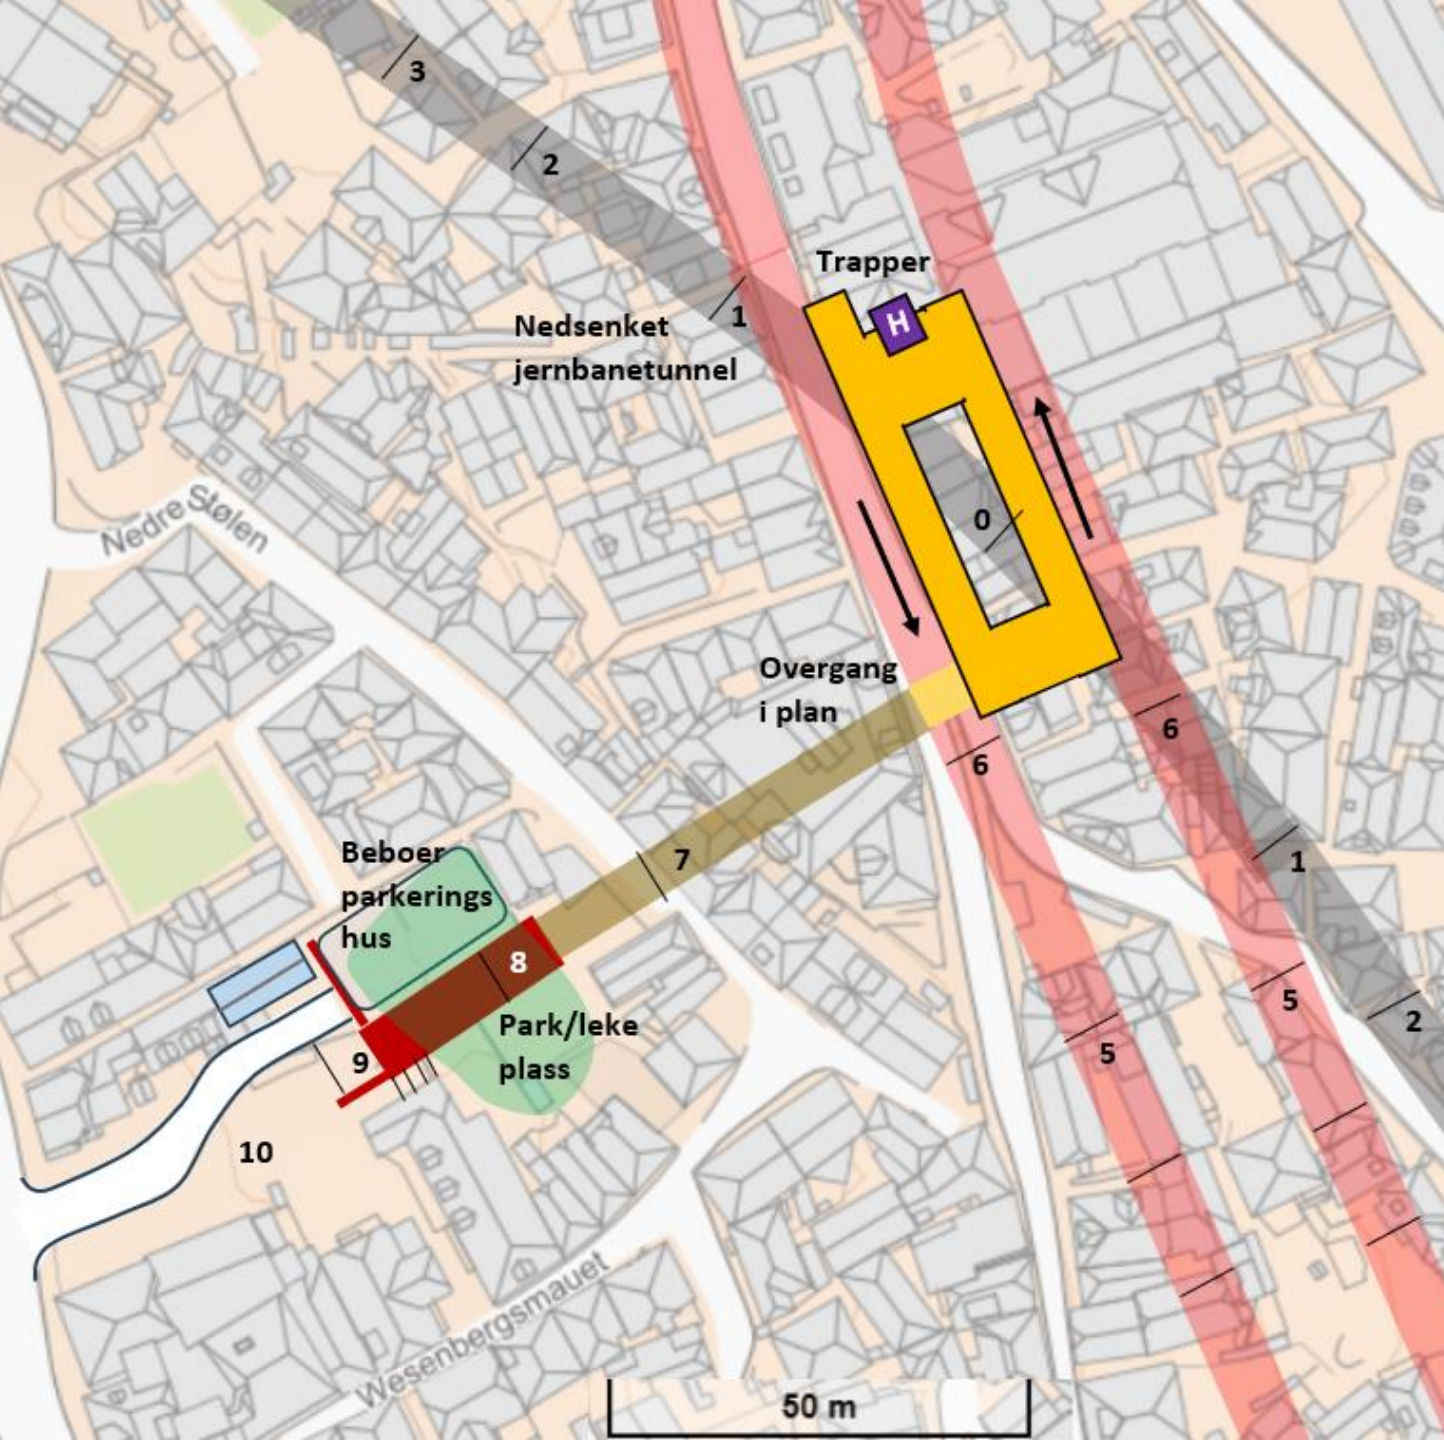 3
2
Trapper
H
1
Nedsenket
jernbanetunnel
Nedre Stølen
0
Overgang
i plan
6
6
7
1
Beboer
parkerings
hus
8
5
2
Park/leke
plass
5
9
10
Wesenbergsmauet
50 m